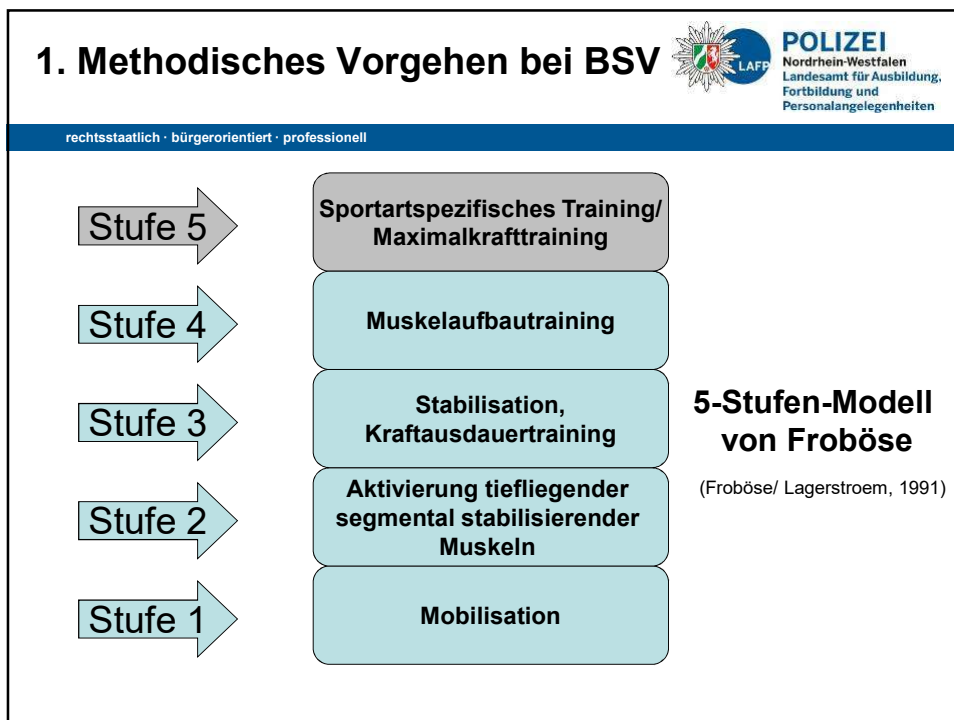 1. Methodisches Vorgehen bei BSV
LAFP
POLIZEI
Nordrhein-Westfalen
Landesamt für Ausbildung,
Fortbildung und
Personalangelegenheiten
rechtsstaatlich · bürgerorientiert · professionell
Stufe 5
Sportartspezifisches Training/
Maximalkrafttraining
Stufe 4
Muskelaufbautraining
Stufe 3
Stabilisation,
Kraftausdauertraining
Stufe 2
Aktivierung tiefliegender
segmental stabilisierender
Muskeln
Stufe 1
Mobilisation
5-Stufen-Modell
von Froböse
(Froböse/ Lagerstroem, 1991)